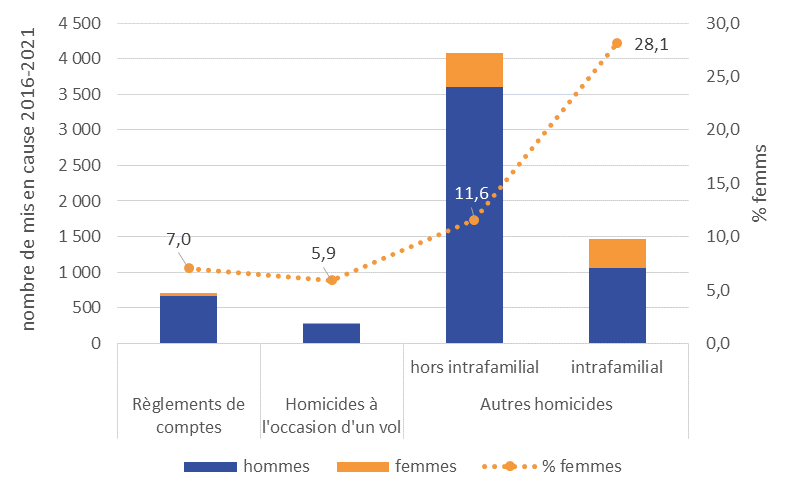 4 500
4 000
3 500
3 000
2 500
2 000
1 500
1 000
500
0
nombre de mis en cause 2016-2021
30,0
25,0
20,0
15,0
10,0
5,0
0,0
% femms
7,0
5,9
11,6
28,1
hors intrafamilial
intrafamilial
Règlements de
comptes
Homicides à
l'occasion d'un vol
Autres homicides
hommes
femmes
% femmes